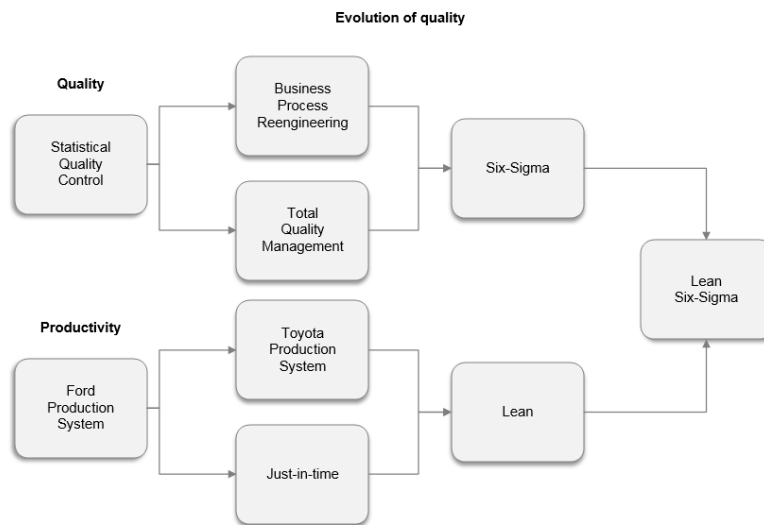 Evolution of quality
Quality
Statistical
Quality
Control
Business
Process
Reengineering
Total
Quality
Management
Six-Sigma
Lean
Six-Sigma
Productivity
Ford
Production
System
Toyota
Production
System
Just-in-time
Lean